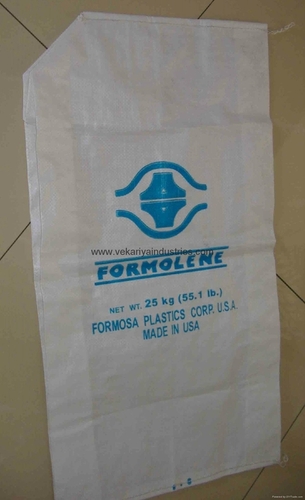 www.vekariyaindustries.com
FORMOLENE
NET WT. 25 kg (55.1 lb.)
FORMOSA PLASTICS CORP. U.S.A.
MADE IN USA